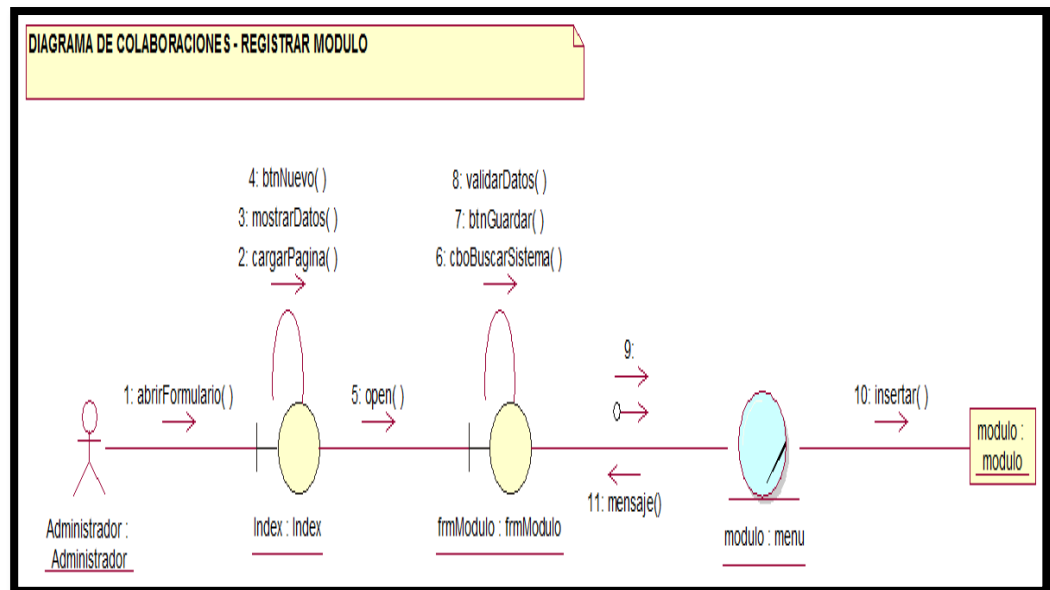 DIAGRAMA DE COLABORACIONES - REGISTRAR MODULO
4: btnNuevo( )
3: mostrarDatos( )
2: cargarPagina( )
8: validarDatos( )
7: btnGuardar( )
6: cboBuscarSistema( )
1: abrirFormulario( )
5: open( )
9:
10: insertar( )
11: mensaje()
Administrador :
Administrador
Index : Index
frmModulo : frmModulo
modulo : menu
modulo :
modulo